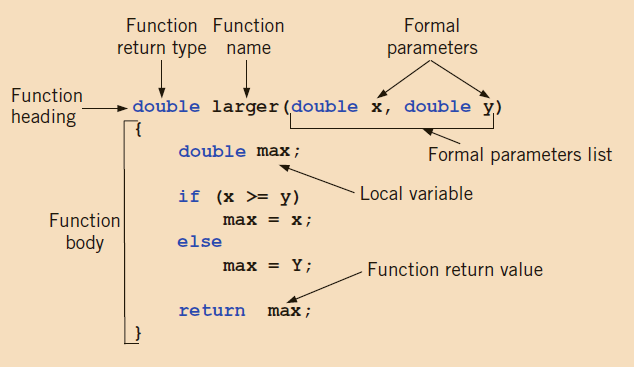 Function Function Formal
return type name parameters
Function
heading
double larger(double x, double y)
{
Formal parameters list
double max;
Local variable
if (x >= y)
max = x;
Function
body
else
max = Y;
Function return value
return max;
}